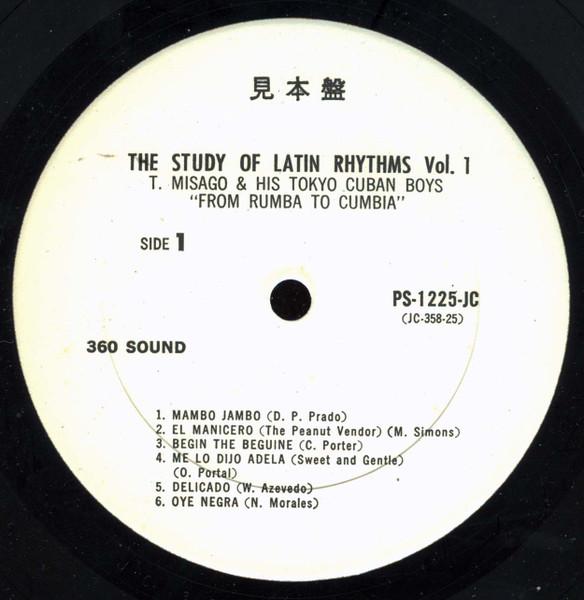 見本盤
THE STUDY OF LATIN RHYTHMS Vol. 1
T. MISAGO & HIS TOKYO CUBAN BOYS
"FROM RUMBA TO CUMBIA"
SIDE 1
PS-1225-JC
(JC-358-25)
360 SOUND
1. MAMBO JAMBO (D. P. Prado)
2. EL MANICERO (The Peanut Vendor) (M. Simons)
3. BEGIN THE BEGUINE (C. Porter)
4. ME LO DIJO ADELA (Sweet and Gentle)
(O. Portal)
5. DELICADO (W. Azevedo)
6. OYE NEGRA (N. Morales)